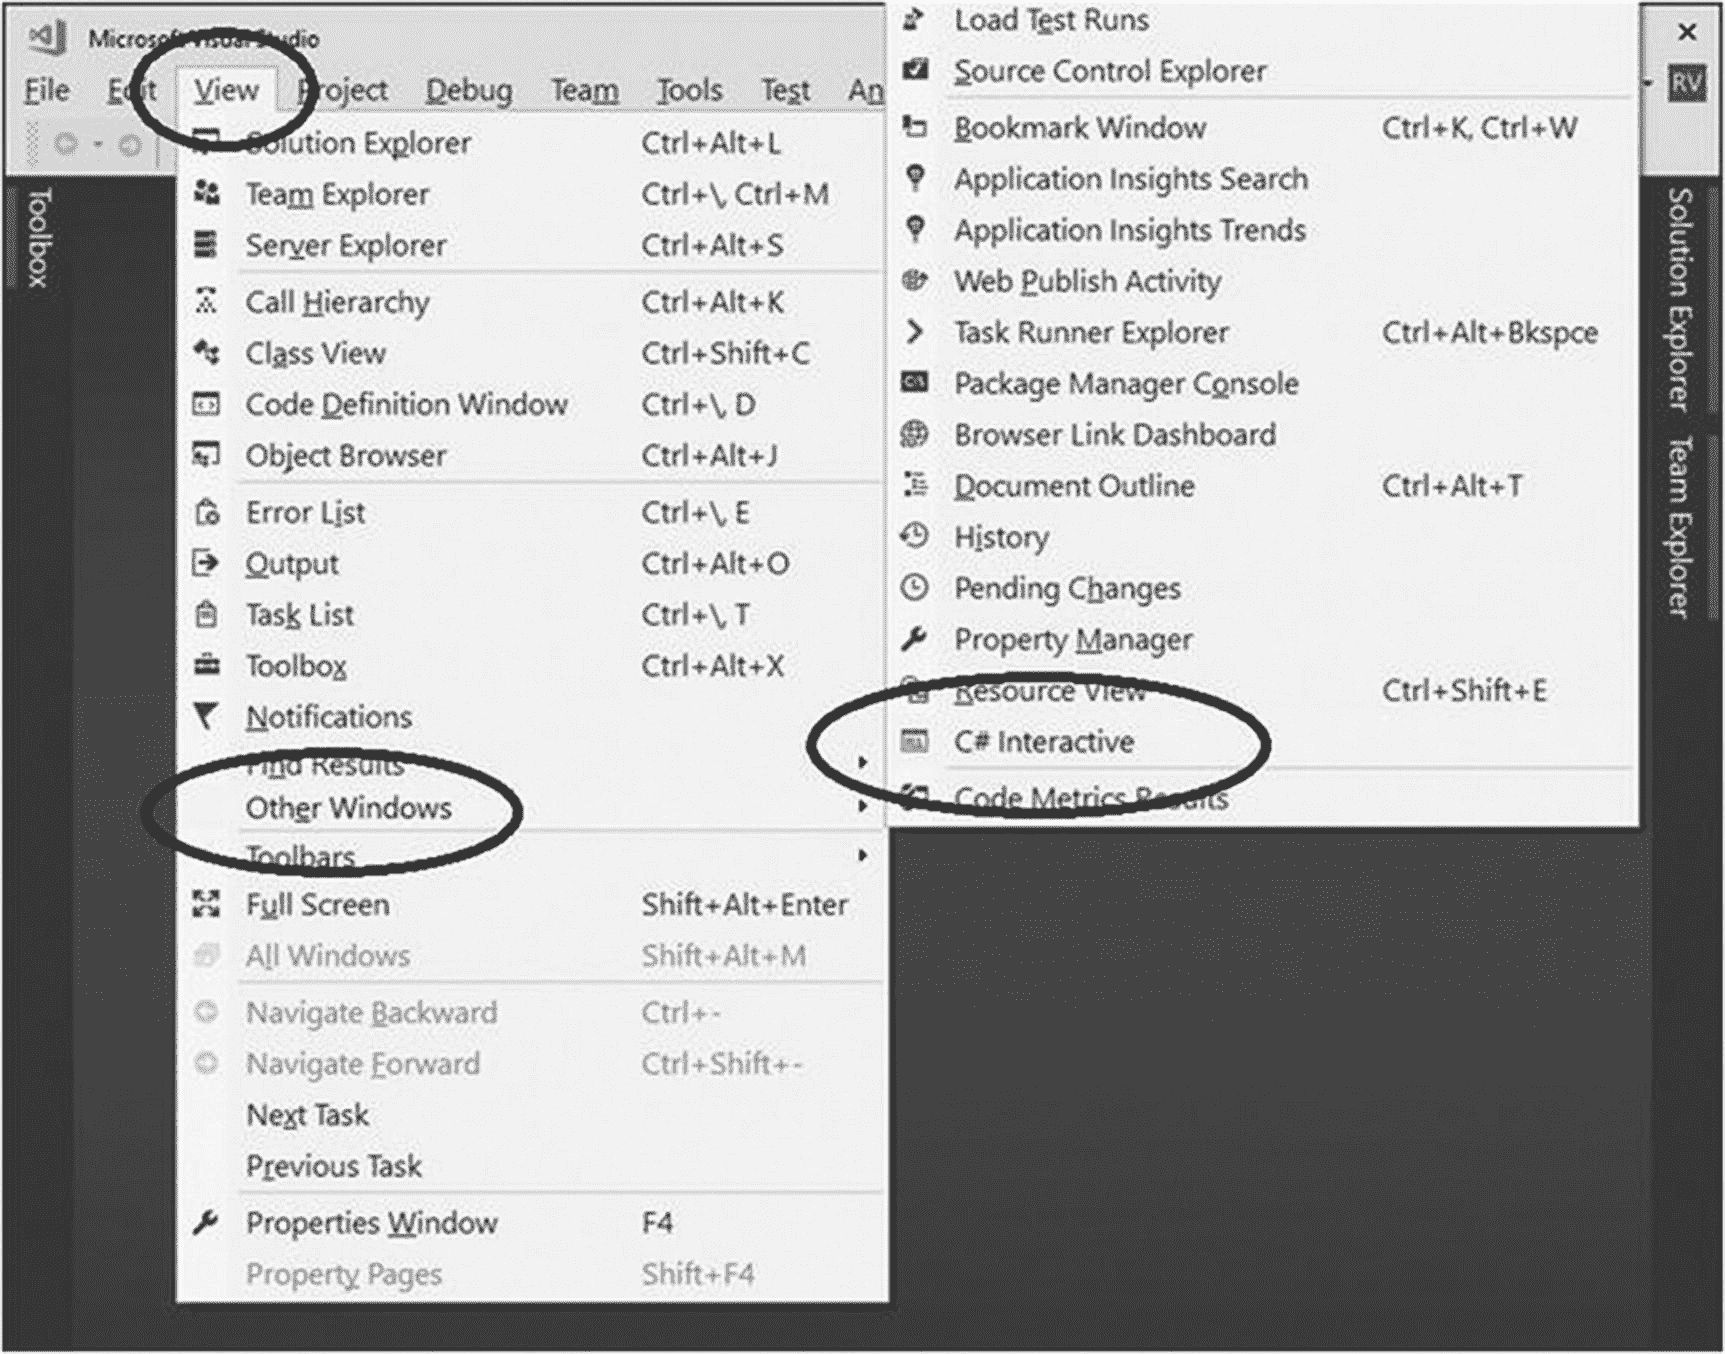 Microsoft Visual Studio
File Edit View Project Debug Team Tools Test An
RV
Toolbox
Solution Explorer Ctrl+Alt+L
Team Explorer Ctrl+\, Ctrl+M
Server Explorer Ctrl+Alt+S
Call Hierarchy Ctrl+Alt+K
Class View Ctrl+Shift+C
Code Definition Window Ctrl+\, D
Object Browser Ctrl+Alt+J
Error List Ctrl+\, E
Output Ctrl+Alt+O
Task List Ctrl+\, T
Toolbox Ctrl+Alt+X
Notifications
Find Results
Other Windows
Toolbars
Full Screen Shift+Alt+Enter
All Windows Shift+Alt+M
Navigate Backward Ctrl+-
Navigate Forward Ctrl+Shift+-
Next Task
Previous Task
Properties Window F4
Property Pages Shift+F4
Load Test Runs
Source Control Explorer
Bookmark Window Ctrl+K, Ctrl+W
Application Insights Search
Application Insights Trends
Web Publish Activity
Task Runner Explorer Ctrl+Alt+Bkspce
Package Manager Console
Browser Link Dashboard
Document Outline Ctrl+Alt+T
History
Pending Changes
Property Manager
Resource View Ctrl+Shift+E
C# Interactive
Code Metrics Results
Solution Explorer
Team Explorer